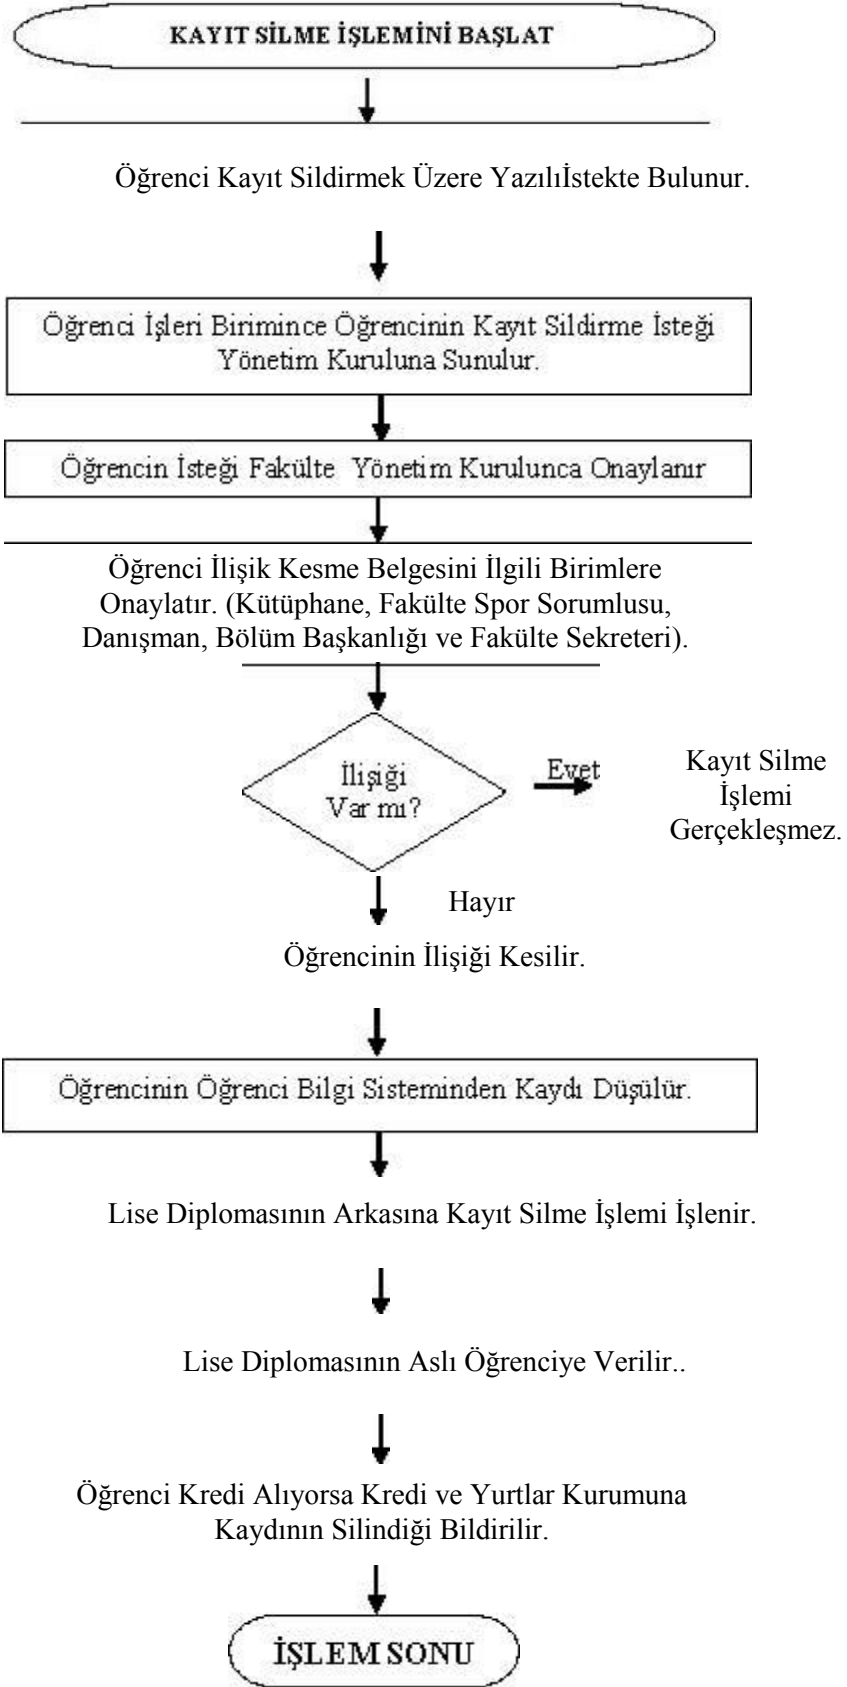 KAYIT SİLME İŞLEMİNİ BAŞLAT
Öğrenci Kayıt Sildirmek Üzere Yazılıİstekte Bulunur.
Öğrenci İşleri Birimince Öğrencinin Kayıt Sildirme İsteği
Yönetim Kuruluna Sunulur.
Öğrencin İsteği Fakülte Yönetim Kurulunca Onaylanır
Öğrenci İlişik Kesme Belgesini İlgili Birimlere
Onaylatır. (Kütüphane, Fakülte Spor Sorumlusu,
Danışman, Bölüm Başkanlığı ve Fakülte Sekreteri).
İlişiği
Var mı?
Evet
Kayıt Silme
İşlemi
Gerçekleşmez.
Hayır
Öğrencinin İlişiği Kesilir.
Öğrencinin Öğrenci Bilgi Sisteminden Kaydı Düşülür.
Lise Diplomasının Arkasına Kayıt Silme İşlemi İşlenir.
Lise Diplomasının Aslı Öğrenciye Verilir..
Öğrenci Kredi Alıyorsa Kredi ve Yurtlar Kurumuna
Kaydının Silindiği Bildirilir.
İŞLEM SONU